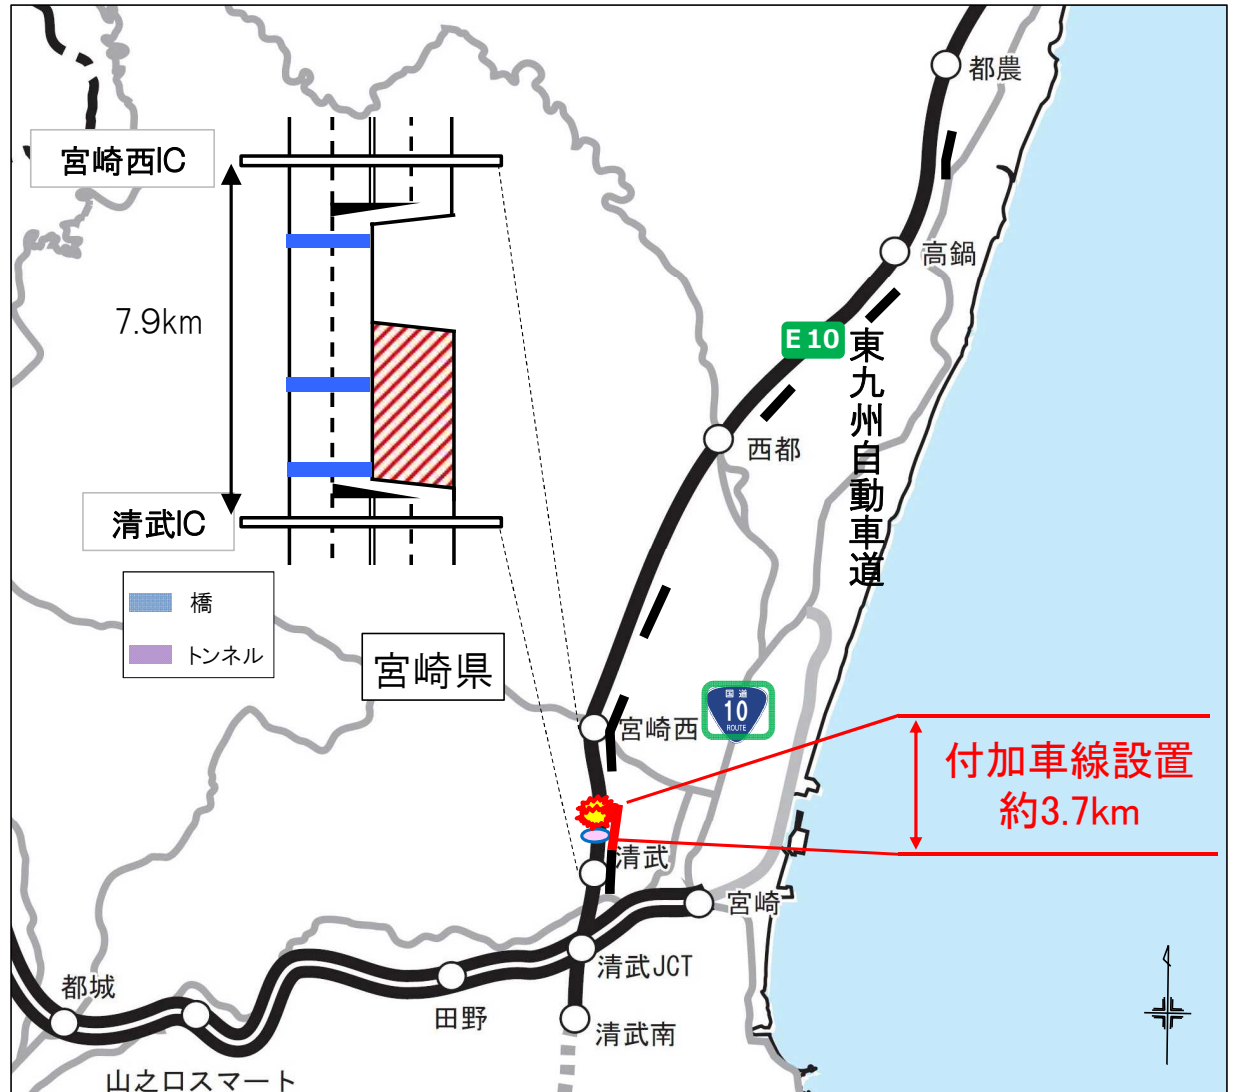 都農
宮崎西IC
高鍋
7.9km
E10
東九州自動車道
西都
清武IC
橋
トンネル
宮崎県
国道
10
ROUTE
宮崎西
付加車線設置
約3.7km
清武
宮崎
清武JCT
都城
田野
清武南
山之口スマート